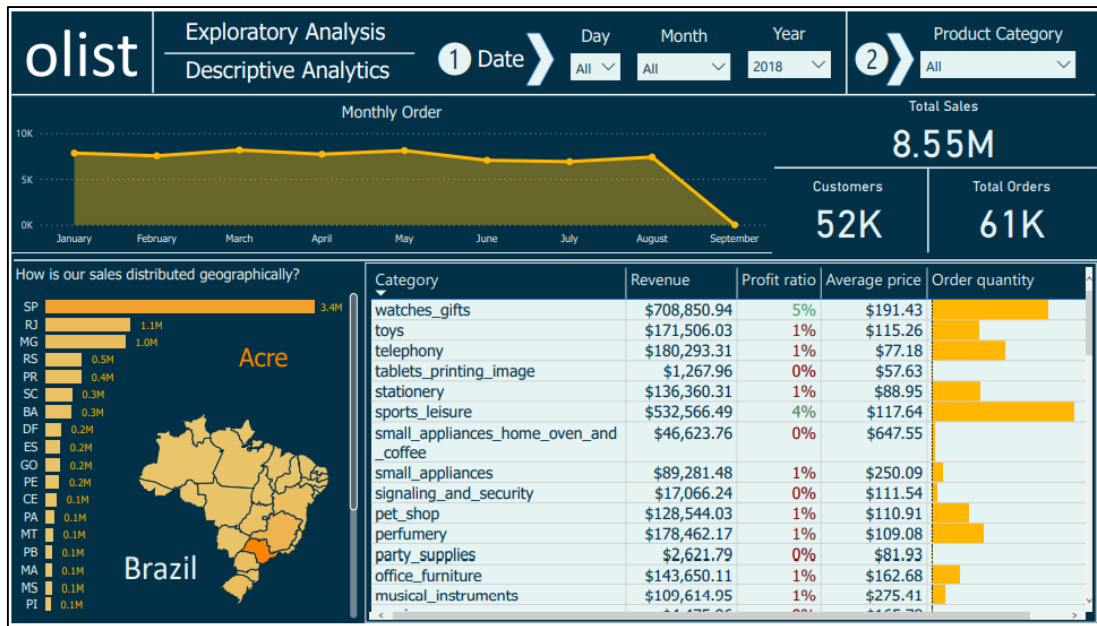 olist
Exploratory Analysis
Descriptive Analytics
1 Date
Day
All
Month
All
Year
2018
2
Product Category
All
Monthly Order
10K
5K
0K
January February March April May June July August September
Total Sales
8.55M
Customers
52K
Total Orders
61K
How is our sales distributed geographically?
SP 3.4M
RJ 1.1M
MG 1.0M
RS 0.5M
PR 0.4M
SC 0.3M
BA 0.3M
DF 0.2M
ES 0.2M
GO 0.2M
PE 0.2M
CE 0.1M
PA 0.1M
MT 0.1M
PB 0.1M
MA 0.1M
MS 0.1M
PI 0.1M
Acre
Brazil
Category Revenue Profit ratio Average price Order quantity
watches_gifts $708,850.94 5% $191.43
toys $171,506.03 1% $115.26
telephony $180,293.31 1% $77.18
tablets_printing_image $1,267.96 0% $57.63
stationery $136,360.31 1% $88.95
sports_leisure $532,566.49 4% $117.64
small_appliances_home_oven_and
_coffee $46,623.76 0% $647.55
small_appliances $89,281.48 1% $250.09
signaling_and_security $17,066.24 0% $111.54
pet_shop $128,544.03 1% $110.91
perfumery $178,462.17 1% $109.08
party_supplies $2,621.79 0% $81.93
office_furniture $143,650.11 1% $162.68
musical_instruments $109,614.95 1% $275.41